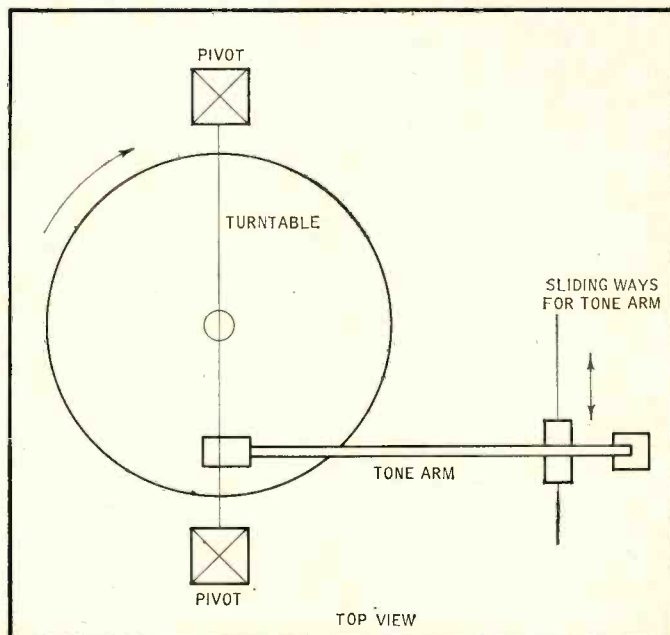 PIVOT
TURNTABLE
SLIDING WAYS
FOR TONE ARM
TONE ARM
PIVOT
TOP VIEW